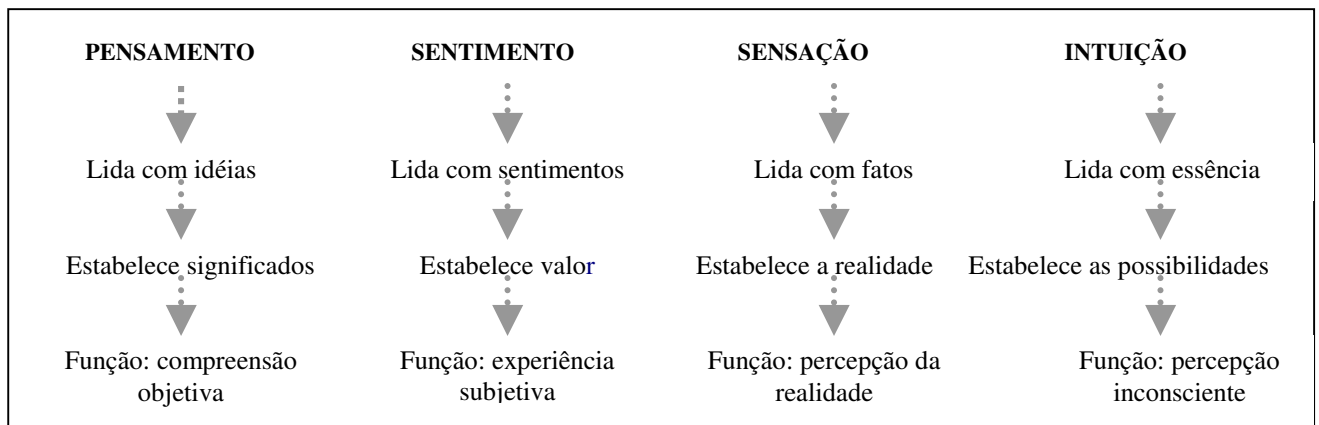 PENSAMENTO SENTIMENTO SENSAÇÃO INTUIÇÃO
Lida com idéias Lida com sentimentos Lida com fatos Lida com essência
Estabelece significados Estabelece valor Estabelece a realidade Estabelece as possibilidades
Função: compreensão Função: experiência Função: percepção da Função: percepção
objetiva subjetiva realidade inconsciente